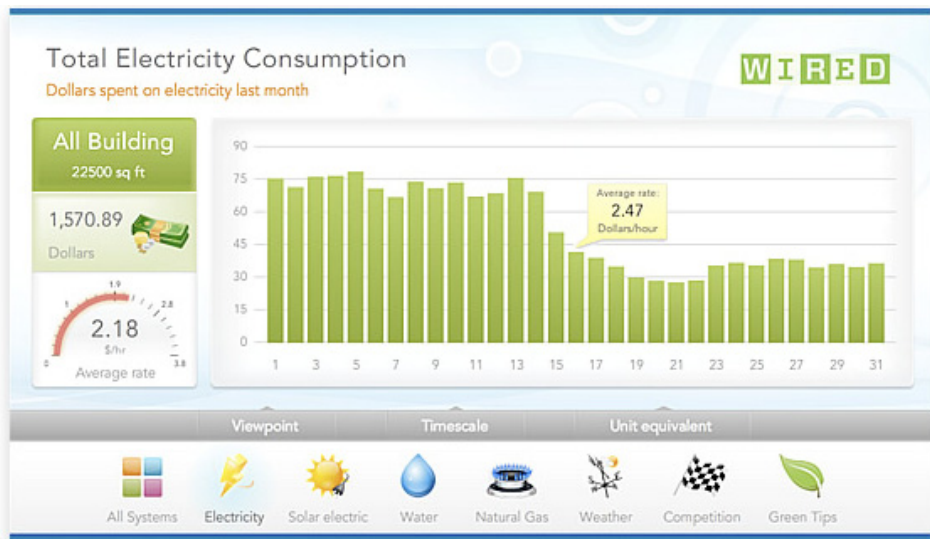 Total Electricity Consumption
Dollars spent on electricity last month
WIRED
All Building
22500 sq ft
1,570.89
Dollars
0
1
1.9
2.8
3.8
2.18
$/hr
Average rate
90
75
60
45
30
15
0
Average rate:
2.47
Dollars/hour
1 3 5 7 9 11 13 15 17 19 21 23 25 27 29 31
Viewpoint Timescale Unit equivalent
All Systems Electricity Solar electric Water Natural Gas Weather Competition Green Tips